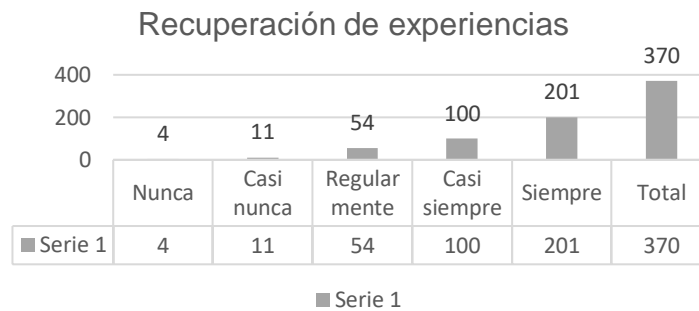 Recuperación de experiencias
370
400
201
200
100
54
11
4
0
Nunca Casi nunca Regular mente Casi siempre Siempre Total
Serie 1 4 11 54 100 201 370
Serie 1